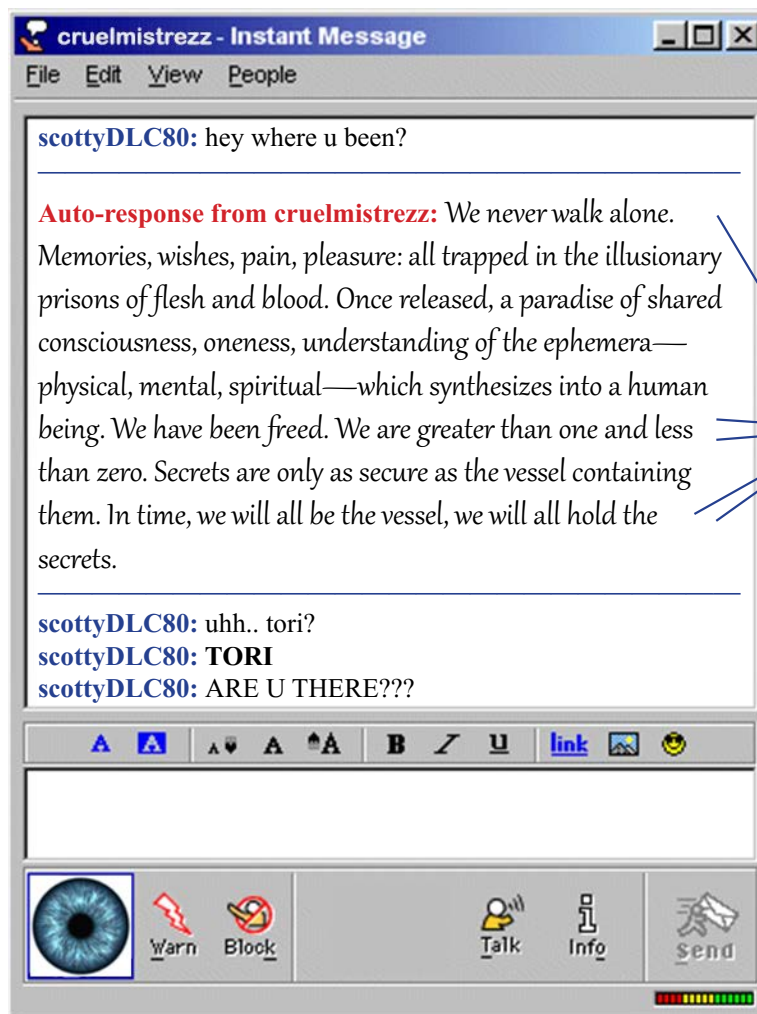 cruelmistrezz - Instant Message
File Edit View People
scottyDLC80: hey where u been?
Auto-response from cruelmistrezz: We never walk alone.
Memories, wishes, pain, pleasure: all trapped in the illusionary
prisons of flesh and blood. Once released, a paradise of shared
consciousness, oneness, understanding of the ephemera—
physical, mental, spiritual—which synthesizes into a human
being. We have been freed. We are greater than one and less
than zero. Secrets are only as secure as the vessel containing
them. In time, we will all be the vessel, we will all hold the
secrets.
scottyDLC80: uhh.. tori?
scottyDLC80: TORI
scottyDLC80: ARE U THERE???
A A A A A B I U link
Warn Block Talk Info Send